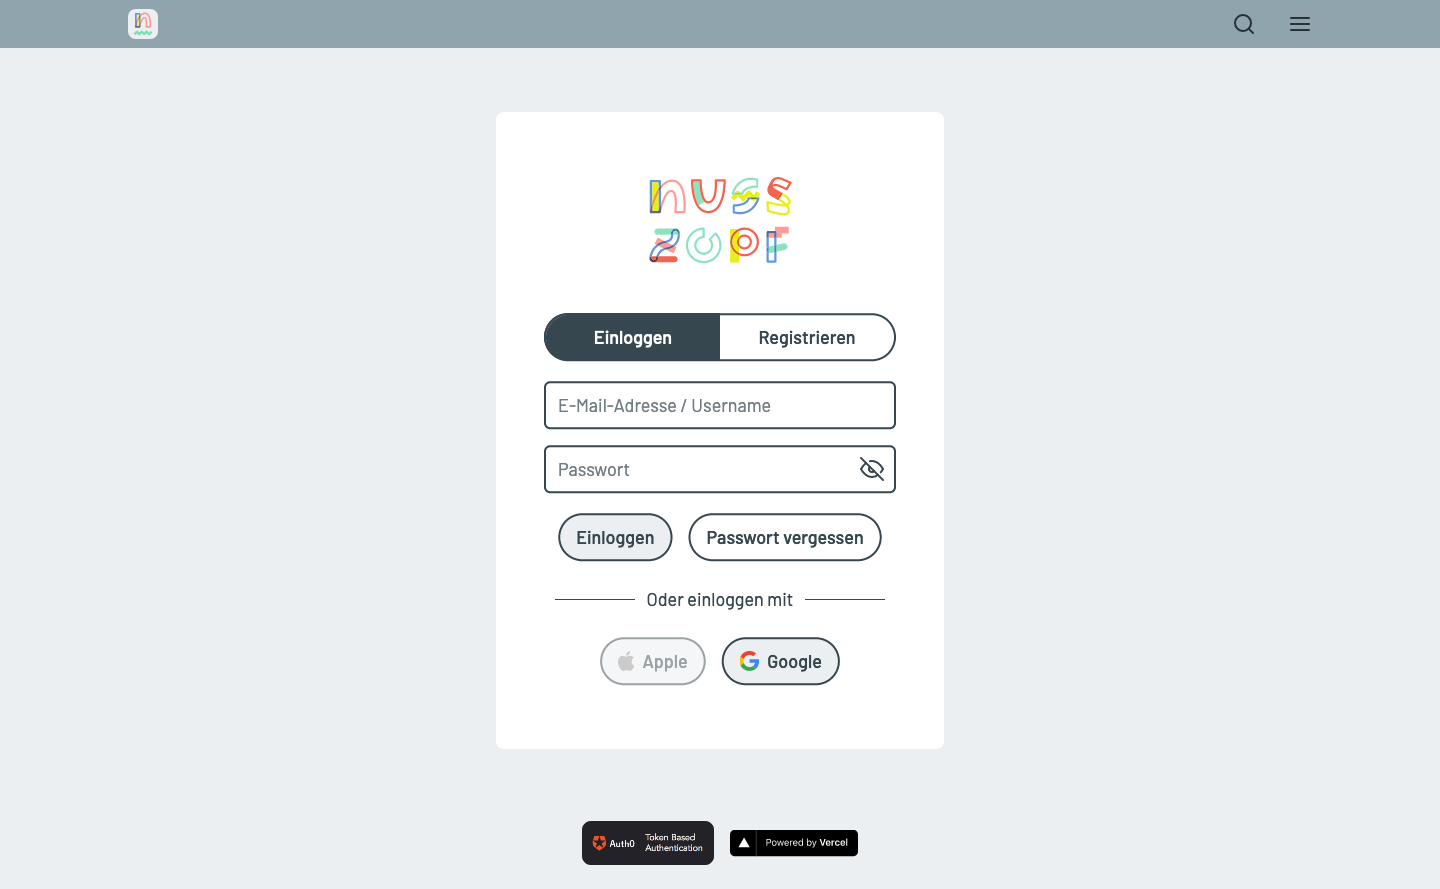 n
nuss
zopf
Einloggen
Registrieren
E-Mail-Adresse / Username
Passwort
Einloggen
Passwort vergessen
Oder einloggen mit
Apple
Google
Auth0
Token Based
Authentication
Powered by Vercel